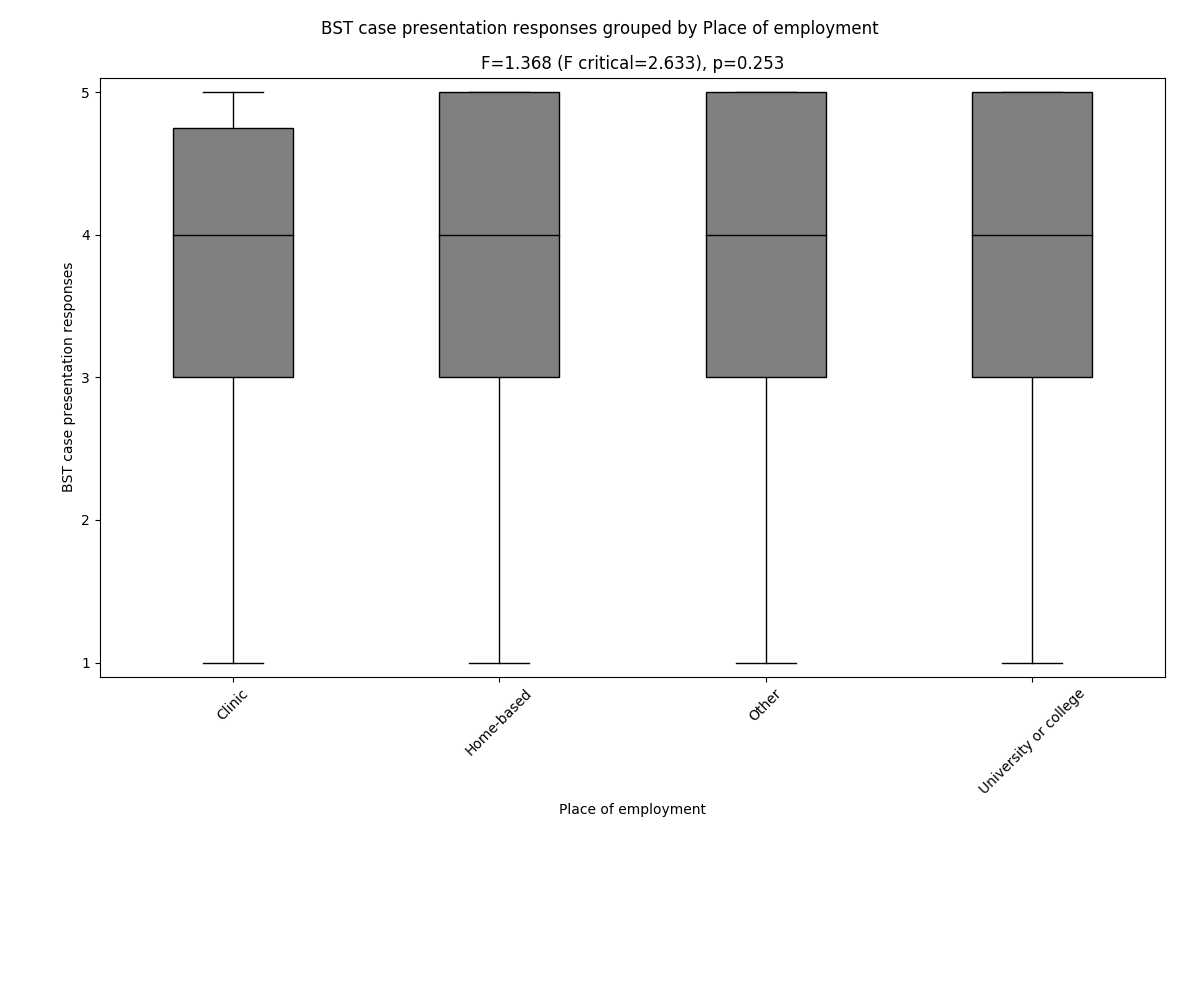 BST case presentation responses grouped by Place of employment
F=1.368 (F critical=2.633), p=0.253
BST case presentation responses
5
4
3
2
1
Clinic
Home-based
Other
University or college
Place of employment